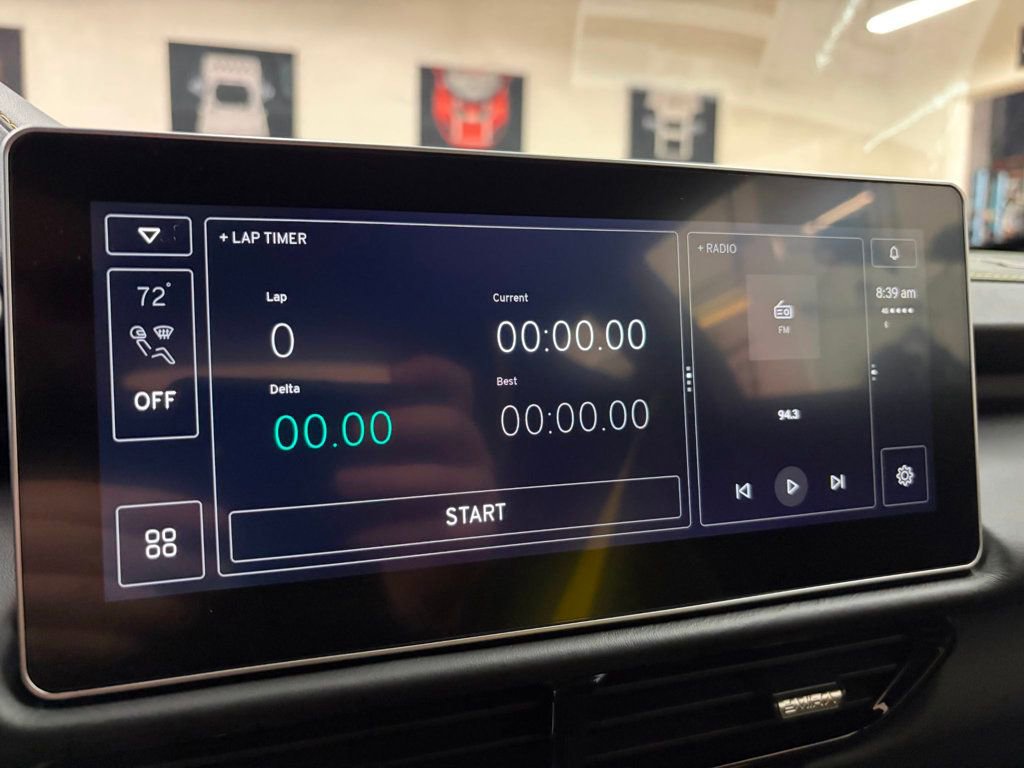 72°
OFF
+ LAP TIMER
Lap
0
Current
00:00.00
Delta
00.00
Best
00:00.00
START
+ RADIO
FM
94.3
8:39 am